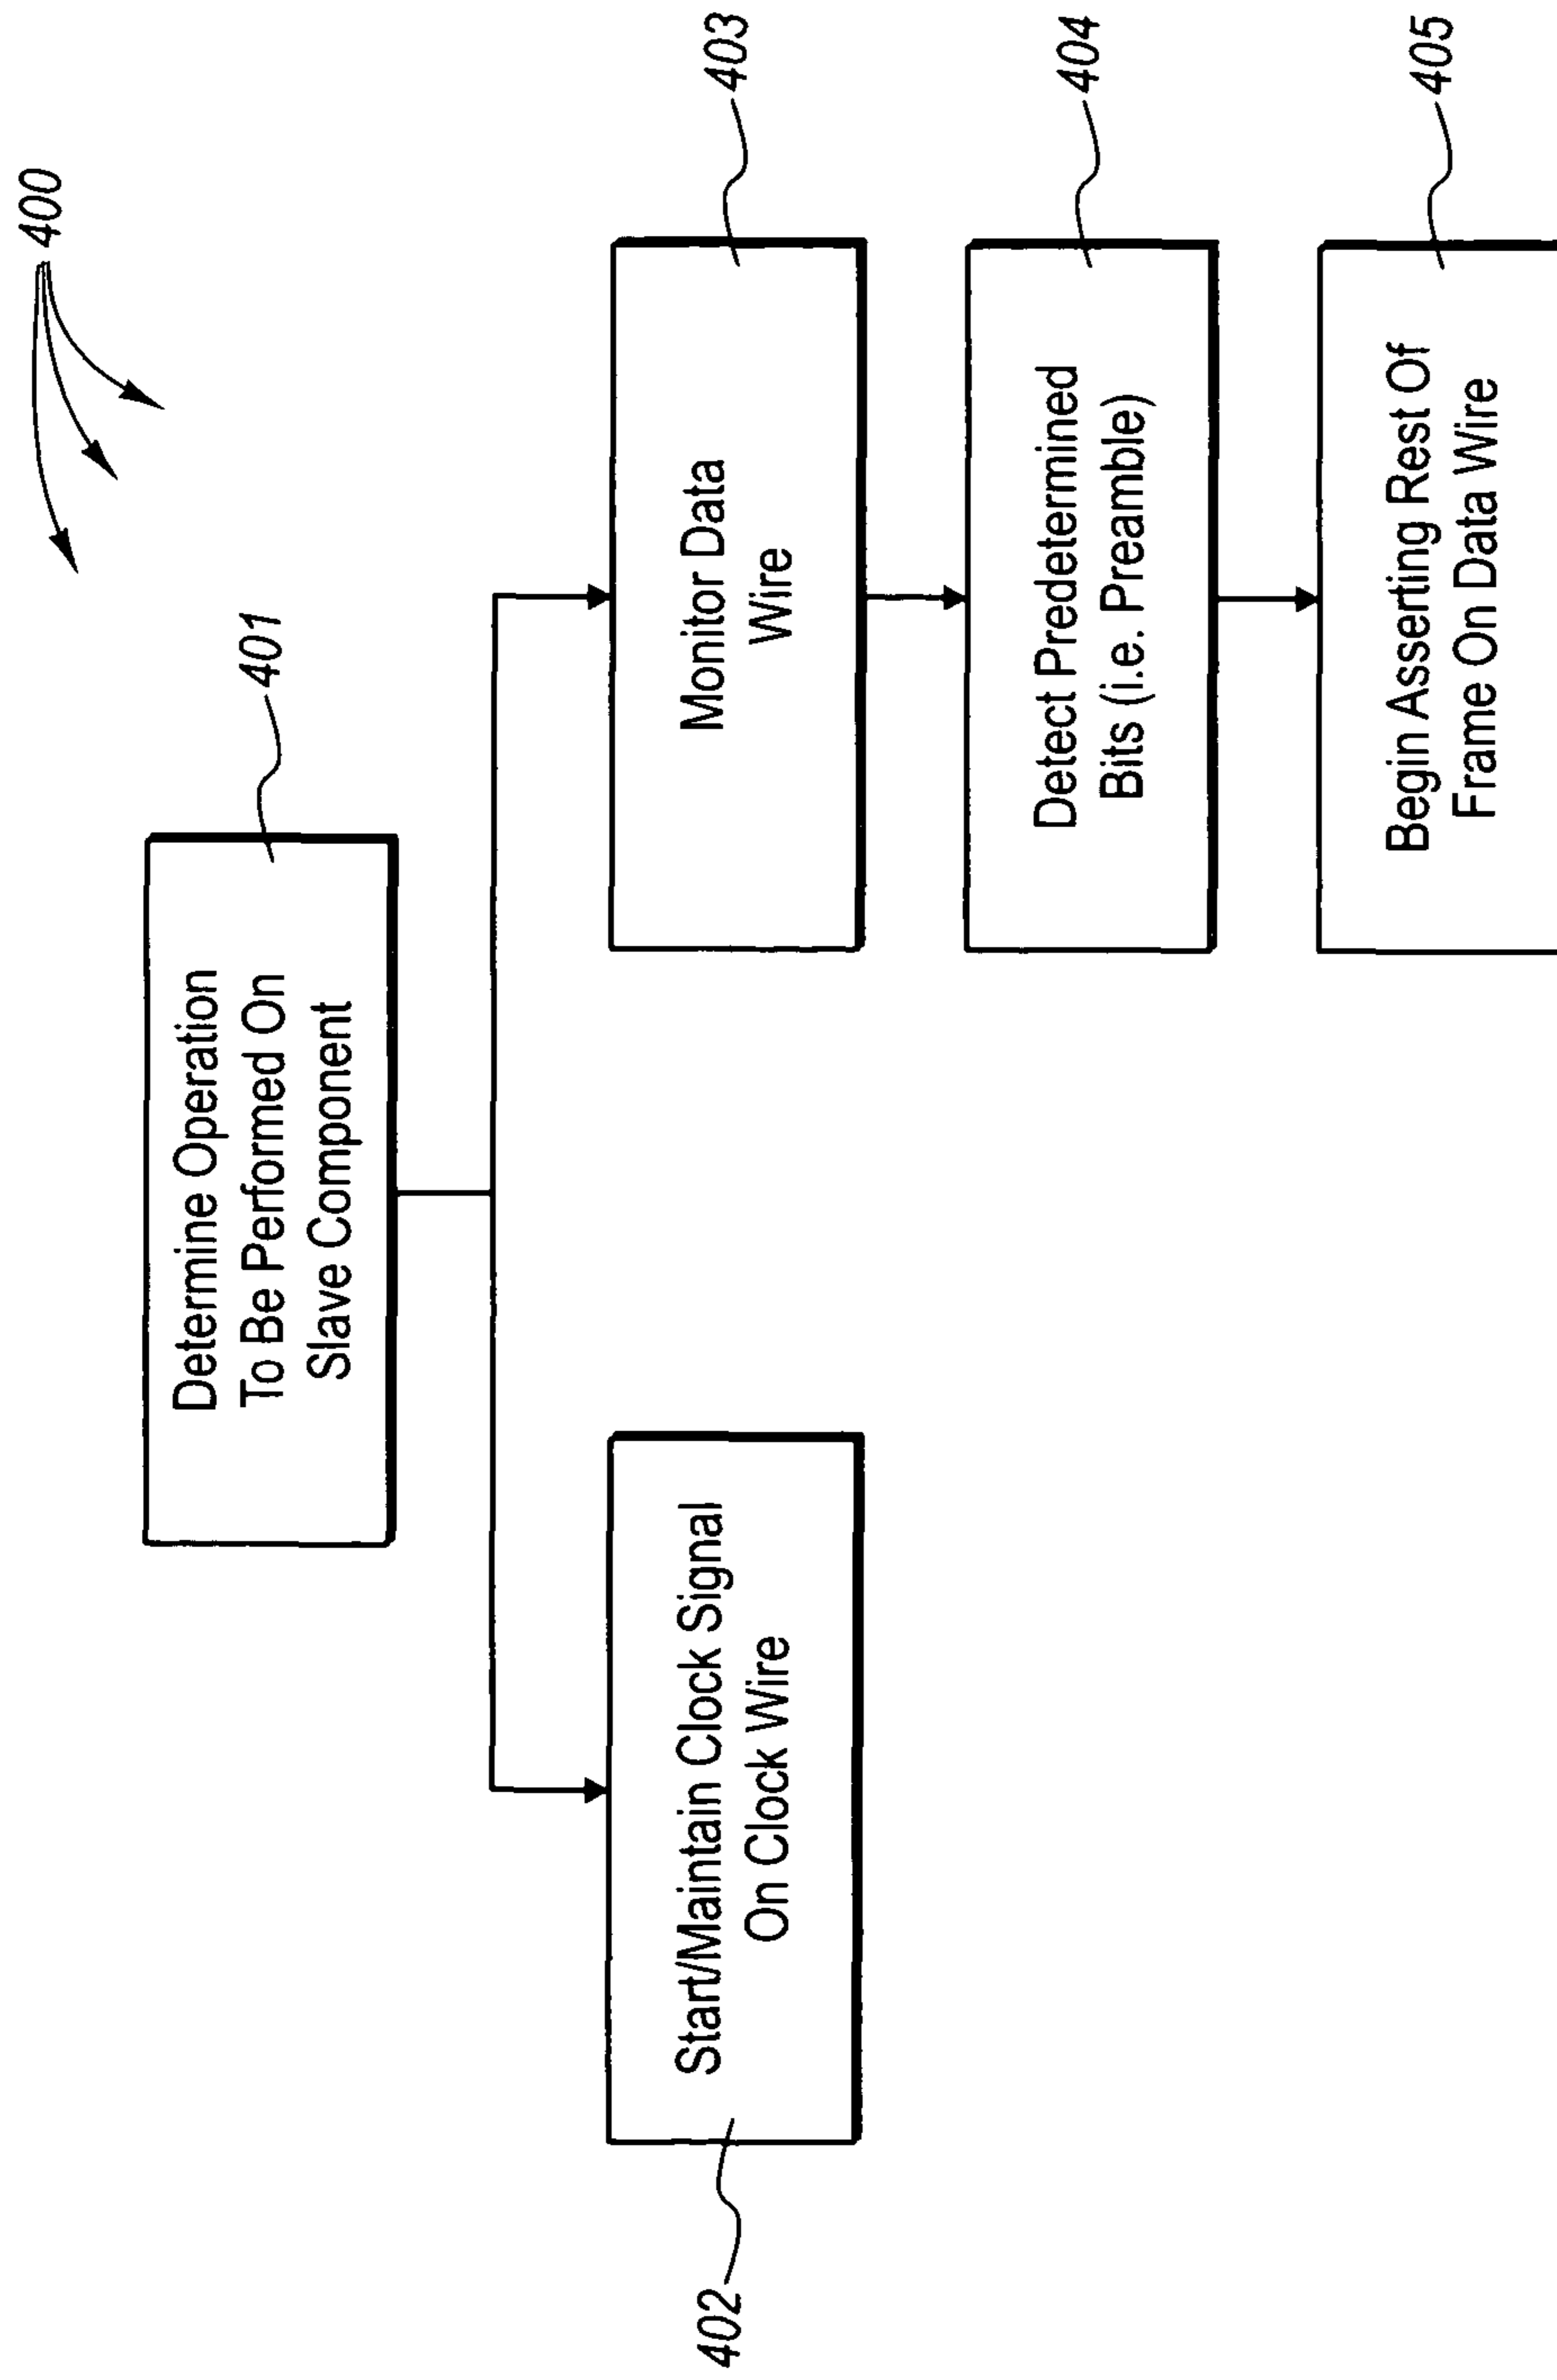 400
401
Determine Operation
To Be Performed On
Slave Component
402
Start/Maintain Clock Signal
On Clock Wire
403
Monitor Data
Wire
404
Detect Predetermined
Bits (i.e. Preamble)
405
Begin Asserting Rest Of
Frame On Data Wire